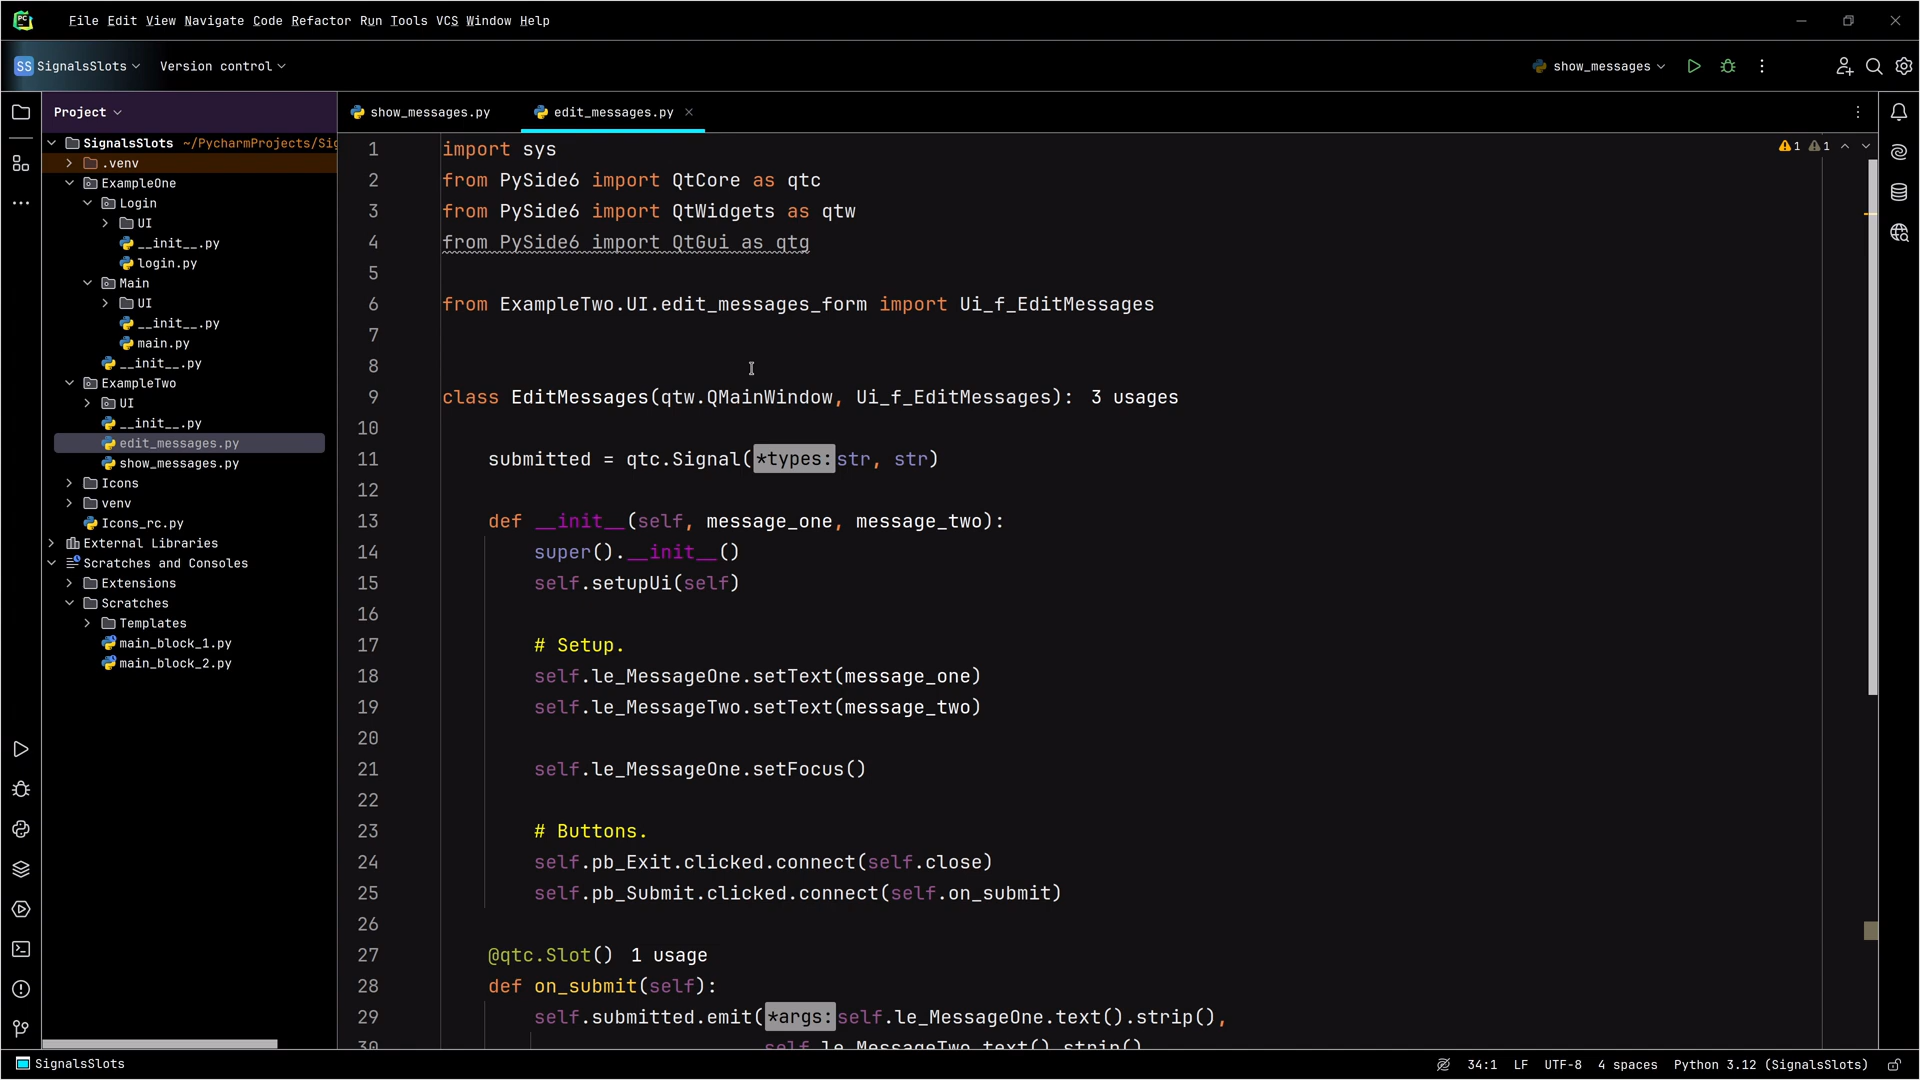 File Edit View Navigate Code Refactor Run Tools VCS Window Help
SS SignalsSlots Version control show_messages
Project show_messages.py edit_messages.py
SignalsSlots ~/PycharmProjects/Sig
.venv
ExampleOne
Login
UI
__init__.py
login.py
Main
UI
__init__.py
main.py
__init__.py
ExampleTwo
UI
__init__.py
edit_messages.py
show_messages.py
Icons
venv
Icons_rc.py
External Libraries
Scratches and Consoles
Extensions
Scratches
Templates
main_block_1.py
main_block_2.py
1 import sys
2 from PySide6 import QtCore as qtc
3 from PySide6 import QtWidgets as qtw
4 from PySide6 import QtGui as qtg
5
6 from ExampleTwo.UI.edit_messages_form import Ui_f_EditMessages
7
8
9 class EditMessages(qtw.QMainWindow, Ui_f_EditMessages): 3 usages
10
11 submitted = qtc.Signal(*types: str, str)
12
13 def __init__(self, message_one, message_two):
14 super().__init__()
15 self.setupUi(self)
16
17 # Setup.
18 self.le_MessageOne.setText(message_one)
19 self.le_MessageTwo.setText(message_two)
20
21 self.le_MessageOne.setFocus()
22
23 # Buttons.
24 self.pb_Exit.clicked.connect(self.close)
25 self.pb_Submit.clicked.connect(self.on_submit)
26
27 @qtc.Slot() 1 usage
28 def on_submit(self):
29 self.submitted.emit(*args: self.le_MessageOne.text().strip(),
30 self.le_MessageTwo.text().strip()
1 1
SignalsSlots 34:1 LF UTF-8 4 spaces Python 3.12 (SignalsSlots)